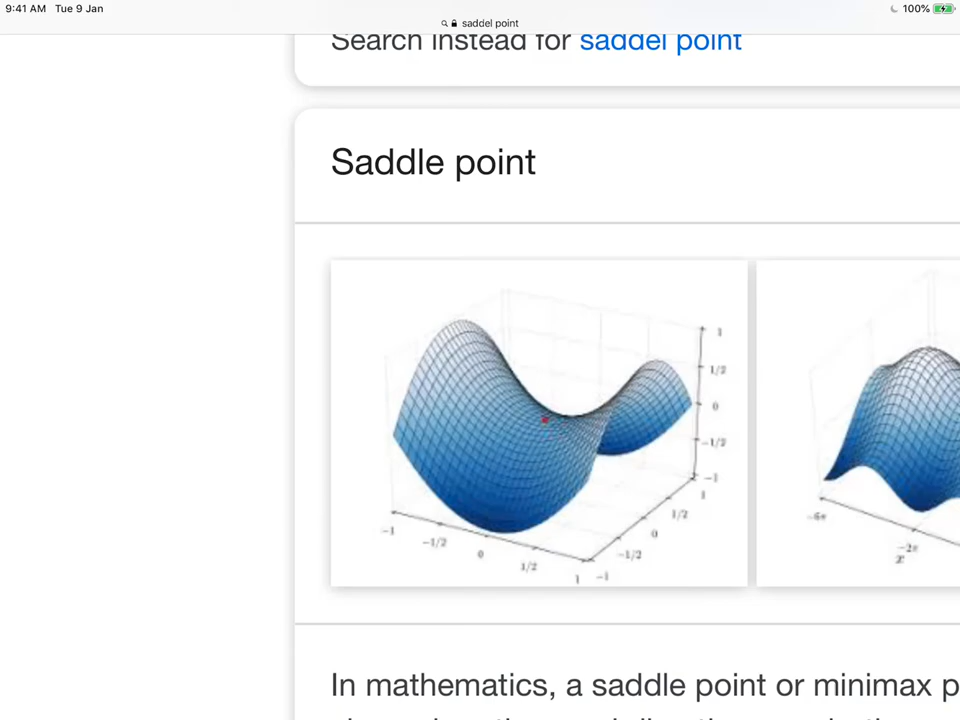 9:41 AM Tue 9 Jan
100%
saddel point
Search instead for saddel point
Saddle point
1
1/2
0
-1/2
-1
1
1/2
0
-1/2
-1
-1
-1/2
0
1/2
1
-6π
-2π
x
In mathematics, a saddle point or minimax p